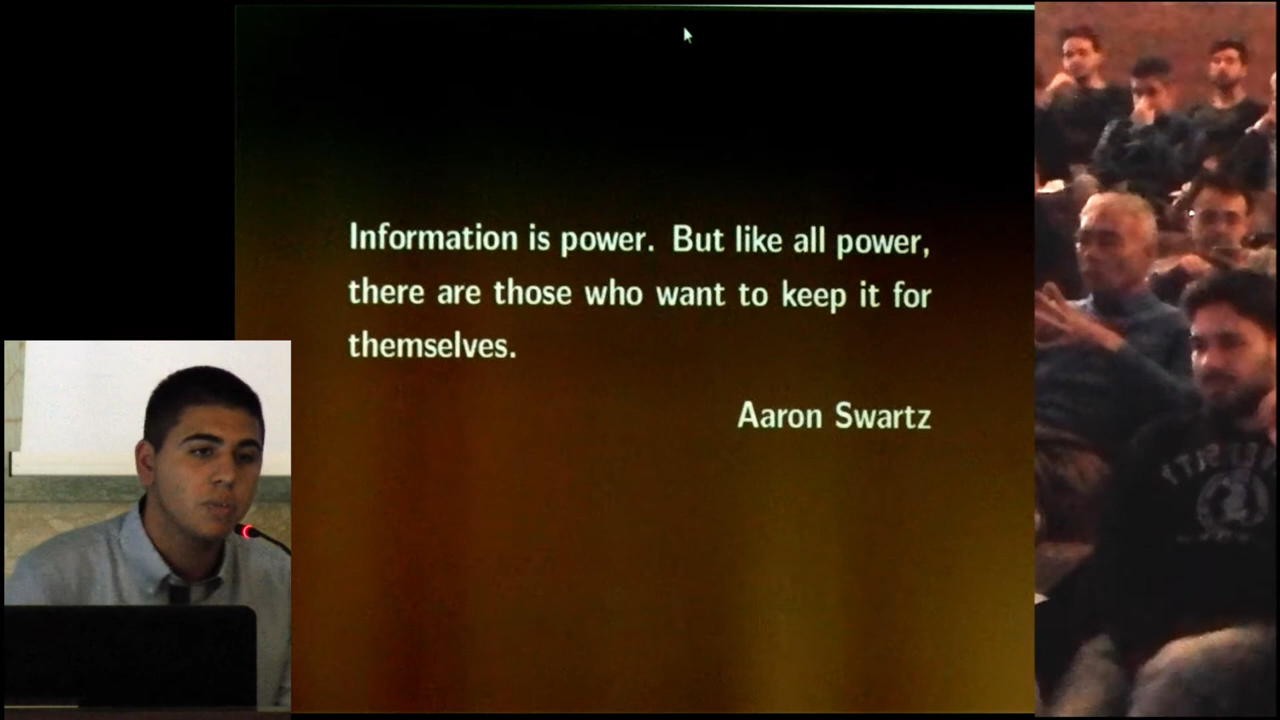 Information is power. But like all power,
there are those who want to keep it for
themselves.
Aaron Swartz